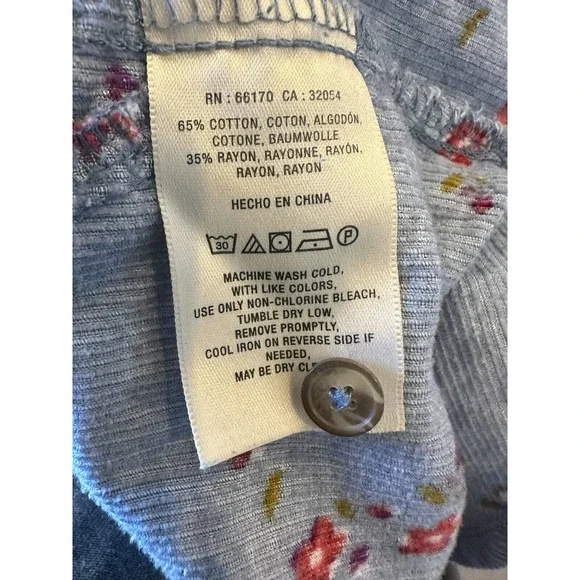 RN : 66170 CA : 32054
65% COTTON, COTON, ALGODÓN,
COTONE, BAUMWOLLE
35% RAYON, RAYONNE, RAYÓN,
RAYON, RAYON
HECHO EN CHINA
30 P
MACHINE WASH COLD,
WITH LIKE COLORS,
USE ONLY NON-CHLORINE BLEACH,
TUMBLE DRY LOW,
REMOVE PROMPTLY,
COOL IRON ON REVERSE SIDE IF
NEEDED,
MAY BE DRY